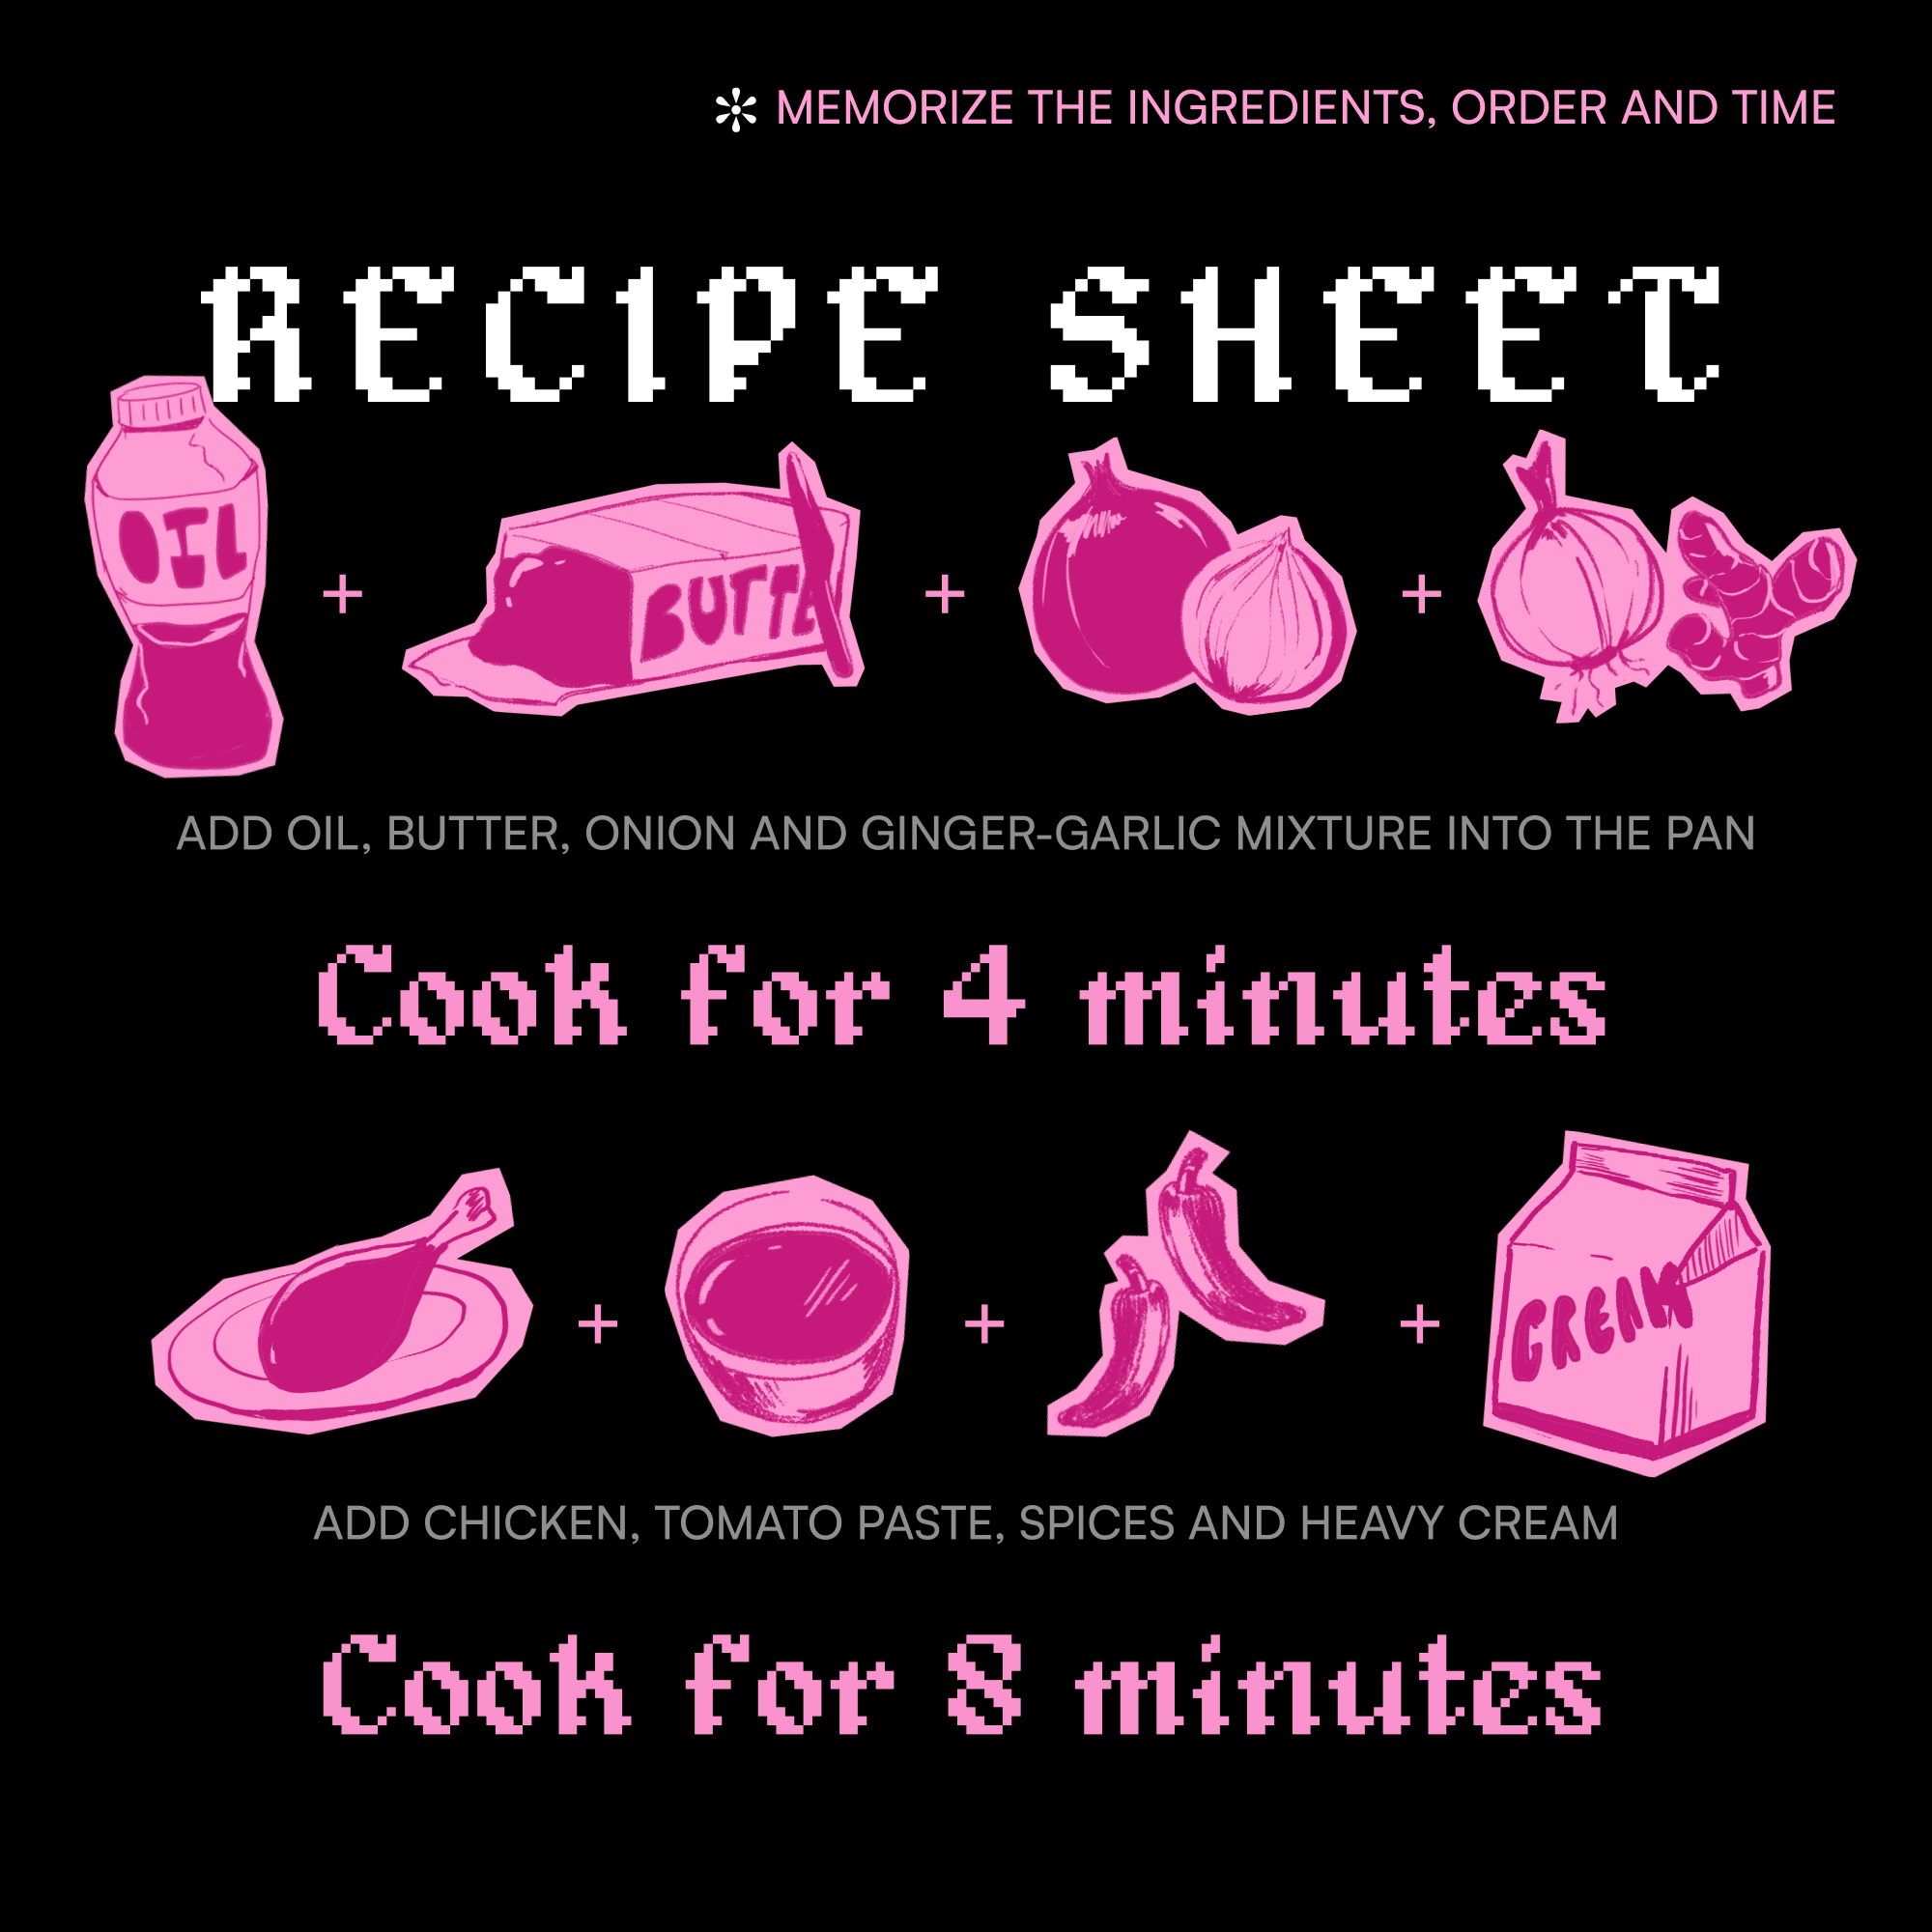 MEMORIZE THE INGREDIENTS, ORDER AND TIME
RECIPE SHEET
OIL
BUTTE
+ + +
ADD OIL, BUTTER, ONION AND GINGER-GARLIC MIXTURE INTO THE PAN
Cook for 4 minutes
CREAM
+ + +
ADD CHICKEN, TOMATO PASTE, SPICES AND HEAVY CREAM
Cook for 8 minutes